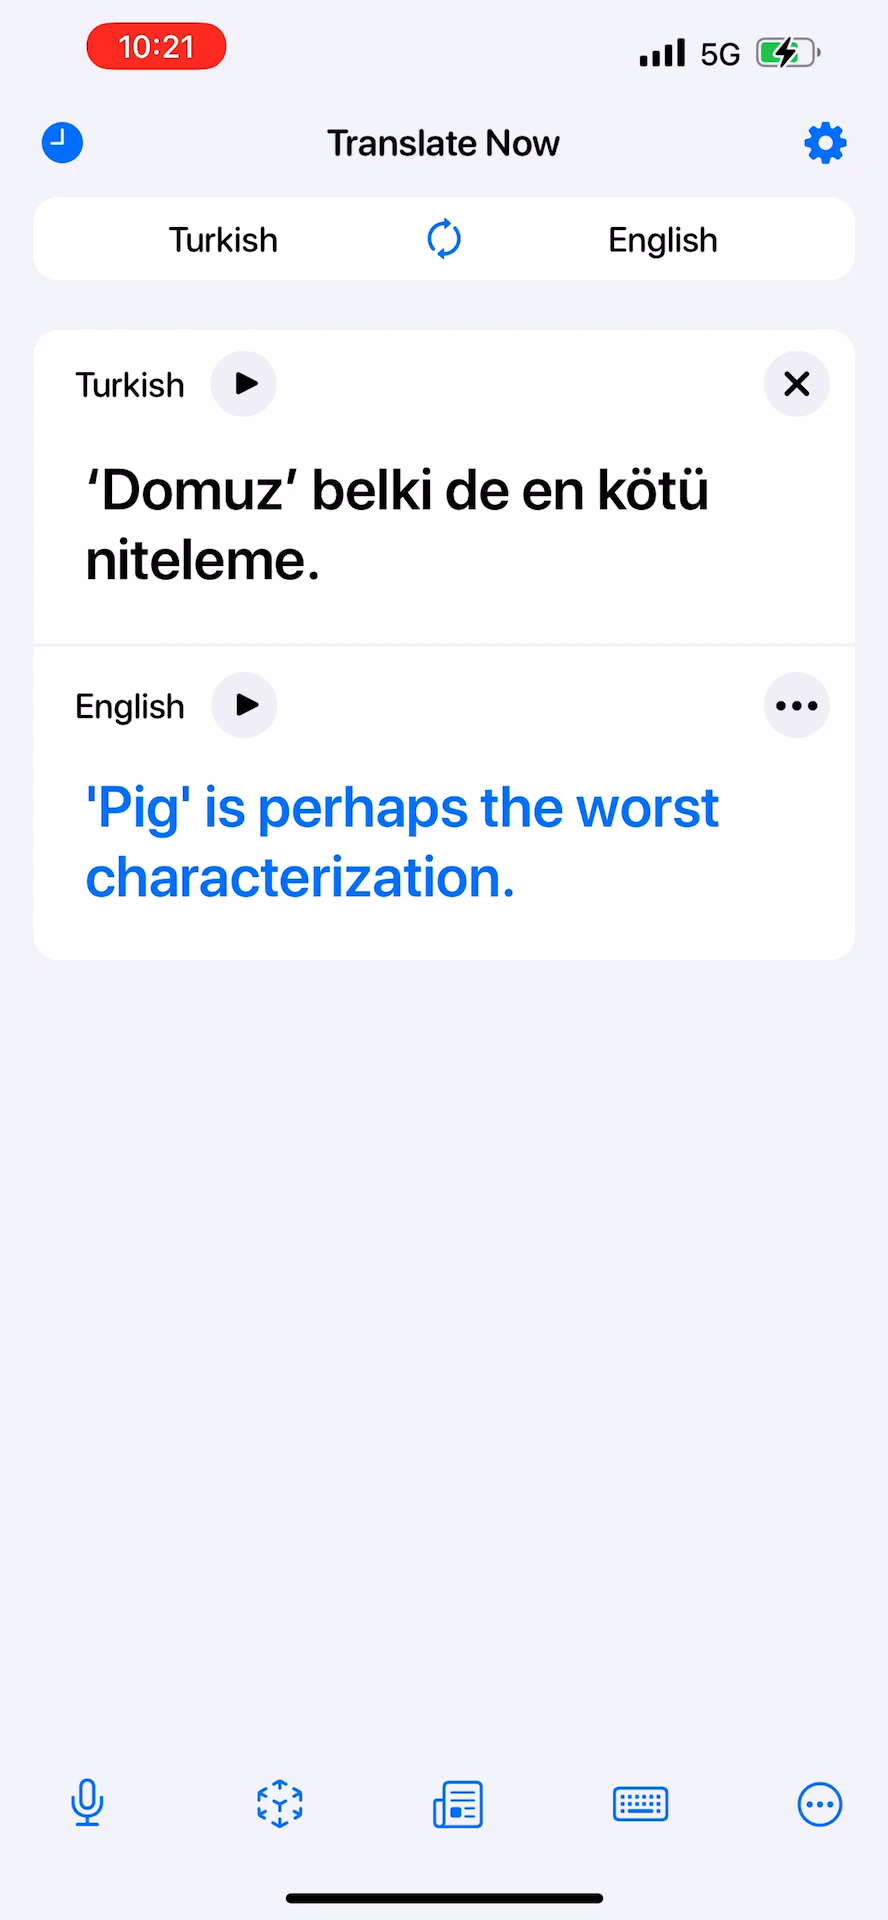 10:21
5G
Translate Now
Turkish
English
Turkish
‘Domuz’ belki de en kötü
niteleme.
English
'Pig' is perhaps the worst
characterization.